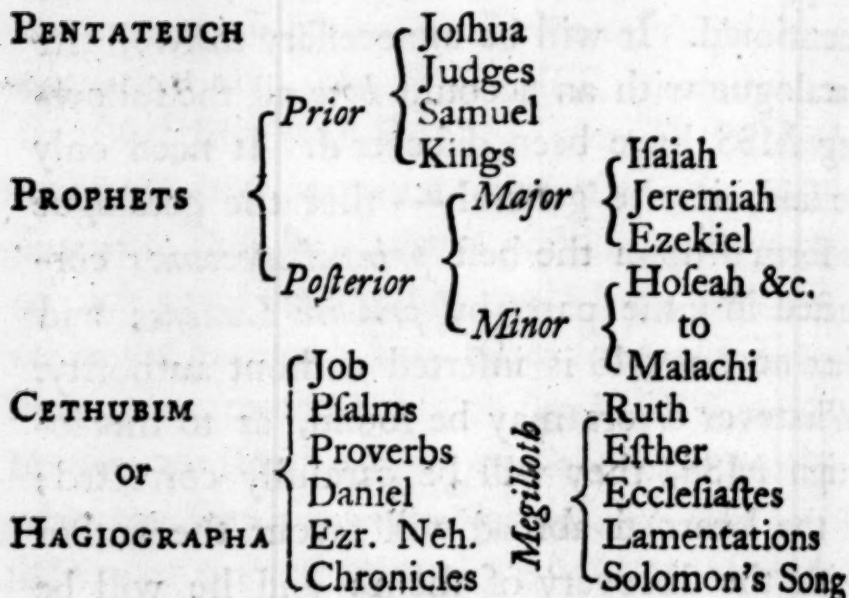 PENTATEUCH
PROPHETS
Prior
Joſhua
Judges
Samuel
Kings
Poſterior
Major
Iſaiah
Jeremiah
Ezekiel
Minor
Hoſeah &c.
to
Malachi
CETHUBIM
or
HAGIOGRAPHA
Job
Pſalms
Proverbs
Daniel
Ezr. Neh.
Chronicles
Megilloth
Ruth
Eſther
Eccleſiaſtes
Lamentations
Solomon's Song